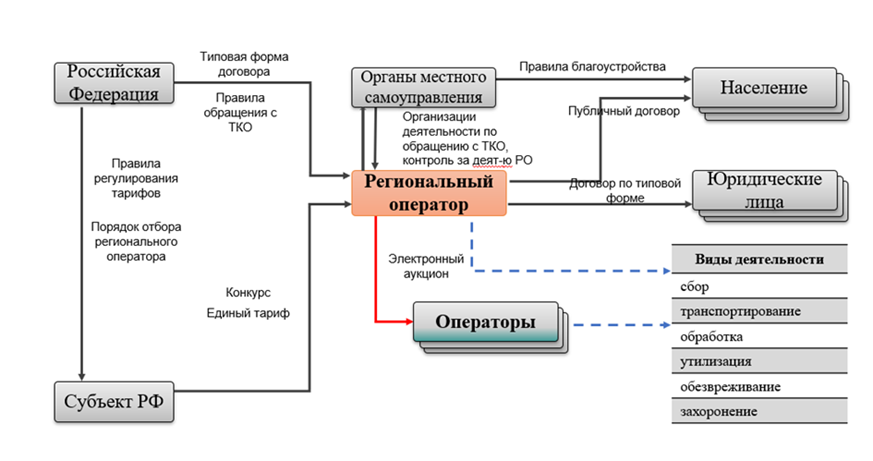 Российская
Федерация
Типовая форма
договора
Правила
обращения с
ТКО
Органы местного
самоуправления
Правила благоустройства
Население
Организации
деятельности по
обращению с ТКО,
контроль за деят-ю РО
Публичный договор
Правила
регулирования
тарифов
Порядок отбора
регионального
оператора
Региональный
оператор
Договор по типовой
форме
Юридические
лица
Электронный
аукцион
Конкурс
Единый тариф
Операторы
Субъект РФ
Виды деятельности
сбор
транспортирование
обработка
утилизация
обезвреживание
захоронение